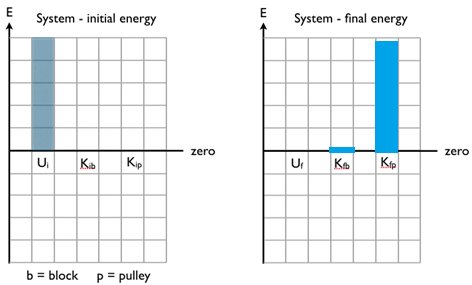 E
System - initial energy
zero
Ui
Kib
Kip
b = block p = pulley
E
System - final energy
zero
Uf
Kfb
Kfp